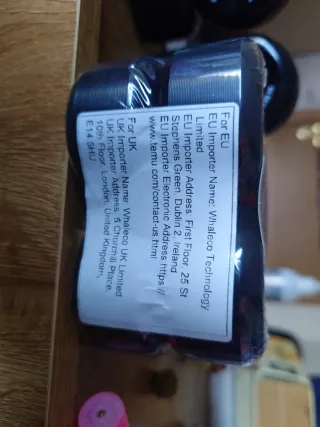 For EU
EU Importer Name: Whaleco Technology
Limited
EU Importer Address: First Floor, 25 St
Stephens Green, Dublin 2, Ireland
EU Importer Electronic Address:https://
www.temu.com/contact-us.html
For UK
UK Importer Name: Whaleco UK Limited
UK Importer Address: 5 Churchill place,
10th Floor, London, United Kingdom,
E14 5HU